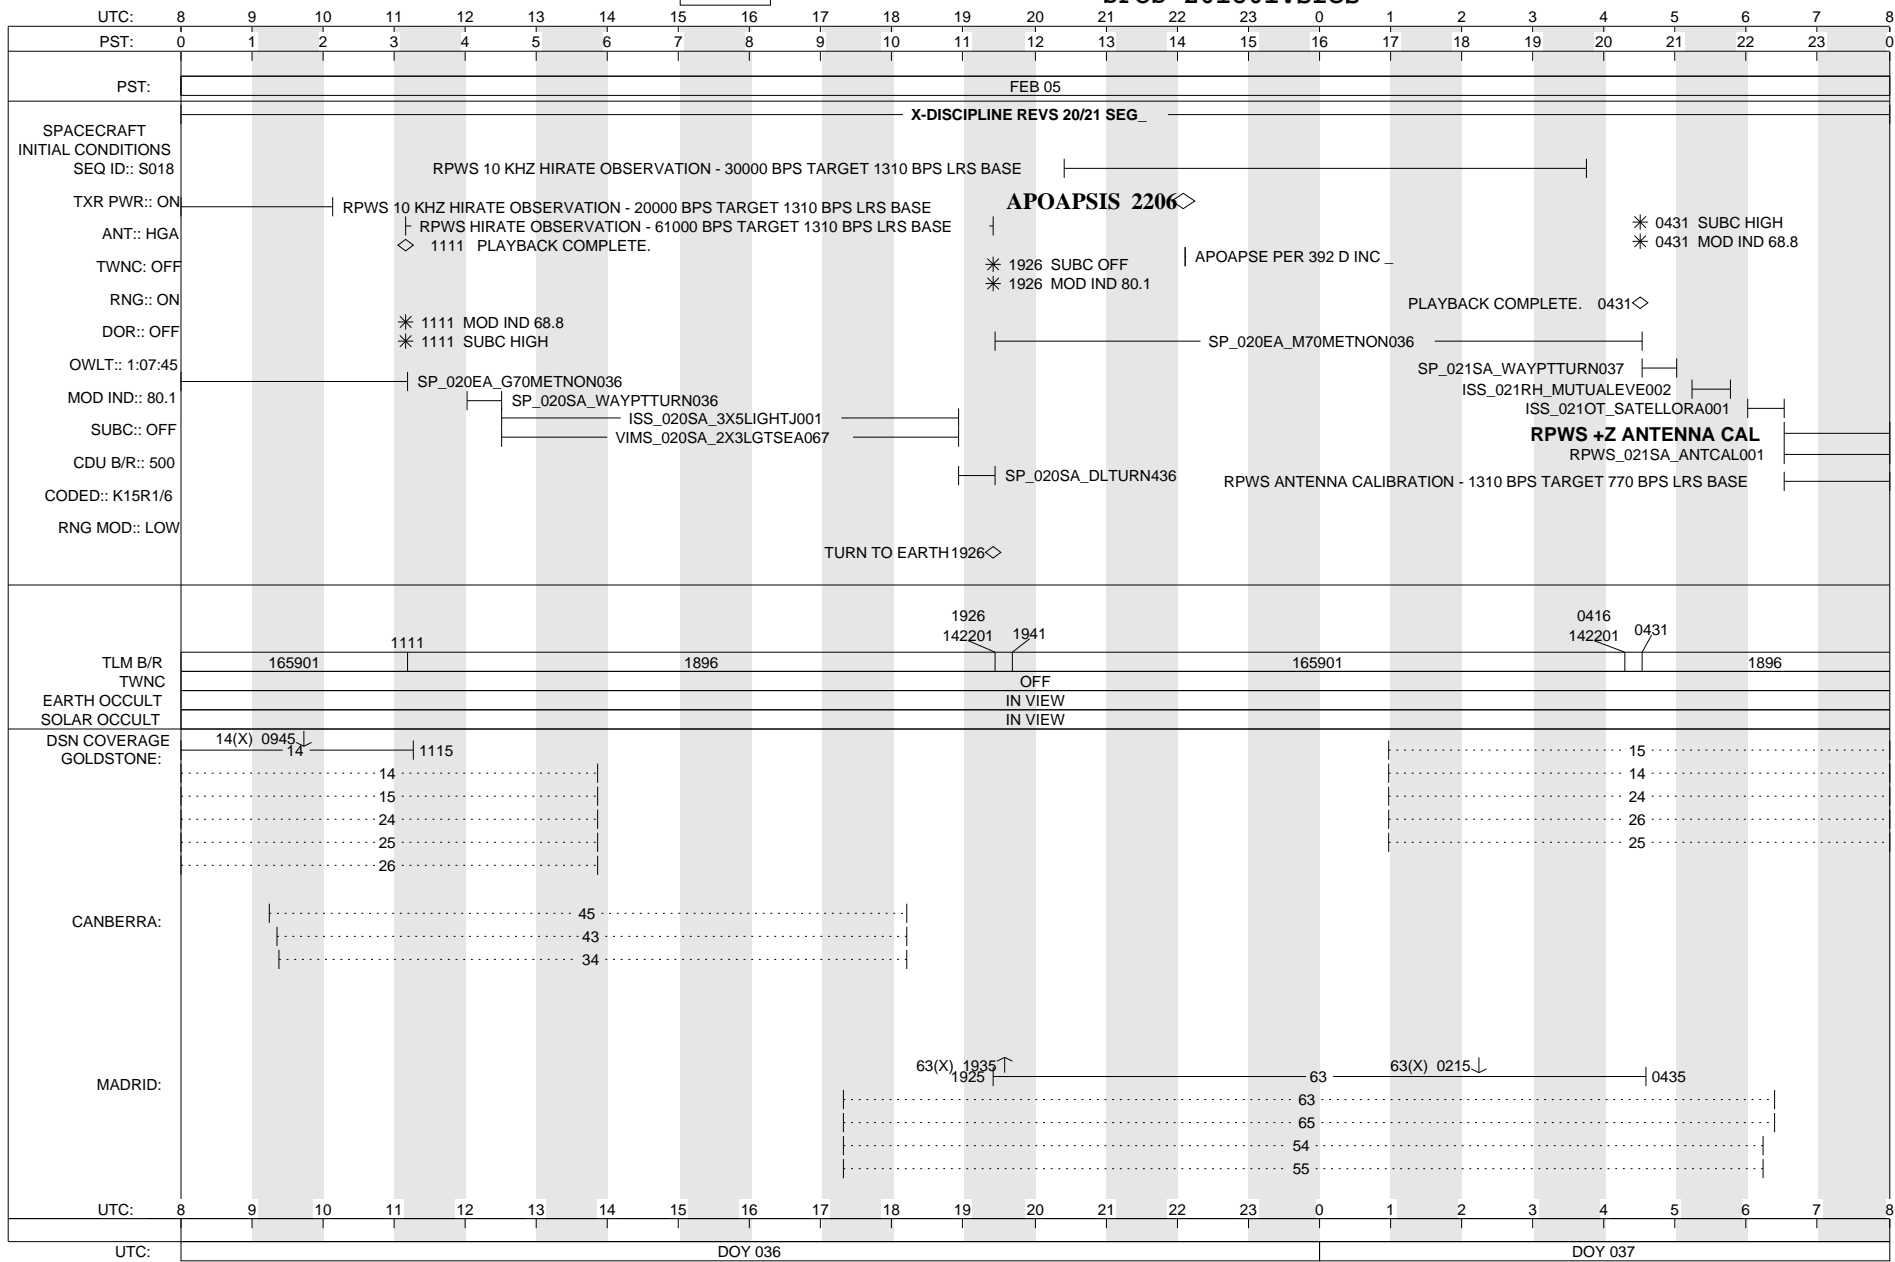 UTC: 8 9 10 11 12 13 14 15 16 17 18 19 20 21 22 23 0 1 2 3 4 5 6 7 8
PST: 0 1 2 3 4 5 6 7 8 9 10 11 12 13 14 15 16 17 18 19 20 21 22 23 0
PST: FEB 05
X-DISCIPLINE REVS 20/21 SEG_
SPACECRAFT
INITIAL CONDITIONS
SEQ ID:: S018
RPWS 10 KHZ HIRATE OBSERVATION - 30000 BPS TARGET 1310 BPS LRS BASE
TXR PWR:: ON
RPWS 10 KHZ HIRATE OBSERVATION - 20000 BPS TARGET 1310 BPS LRS BASE
APOAPSIS 2206
RPWS HIRATE OBSERVATION - 61000 BPS TARGET 1310 BPS LRS BASE
0431 SUBC HIGH
ANT:: HGA
1111 PLAYBACK COMPLETE.
0431 MOD IND 68.8
APOAPSE PER 392 D INC _
TWNC: OFF
1926 SUBC OFF
1926 MOD IND 80.1
RNG:: ON
PLAYBACK COMPLETE. 0431
DOR:: OFF
1111 MOD IND 68.8
1111 SUBC HIGH
SP_020EA_M70METNON036
OWLT:: 1:07:45
SP_021SA_WAYPTTURN037
SP_020EA_G70METNON036
ISS_021RH_MUTUALEVE002
MOD IND:: 80.1
SP_020SA_WAYPTTURN036
ISS_021OT_SATELLORA001
ISS_020SA_3X5LIGHTJ001
SUBC:: OFF
VIMS_020SA_2X3LGTSEA067
RPWS +Z ANTENNA CAL
RPWS_021SA_ANTCAL001
CDU B/R:: 500
SP_020SA_DLTURN436
RPWS ANTENNA CALIBRATION - 1310 BPS TARGET 770 BPS LRS BASE
CODED:: K15R1/6
RNG MOD:: LOW
TURN TO EARTH 1926
1926 0416
1111 142201 1941 142201 0431
TLM B/R 165901 1896 165901 1896
TWNC OFF
EARTH OCCULT IN VIEW
SOLAR OCCULT IN VIEW
DSN COVERAGE
GOLDSTONE:
14(X) 0945
14 1115 15
14 14
15 24
24 26
25 25
26
CANBERRA:
45
43
34
MADRID:
63(X) 1935 63(X) 0215
1925 63 0435
63
65
54
55
UTC: 8 9 10 11 12 13 14 15 16 17 18 19 20 21 22 23 0 1 2 3 4 5 6 7 8
UTC: DOY 036 DOY 037